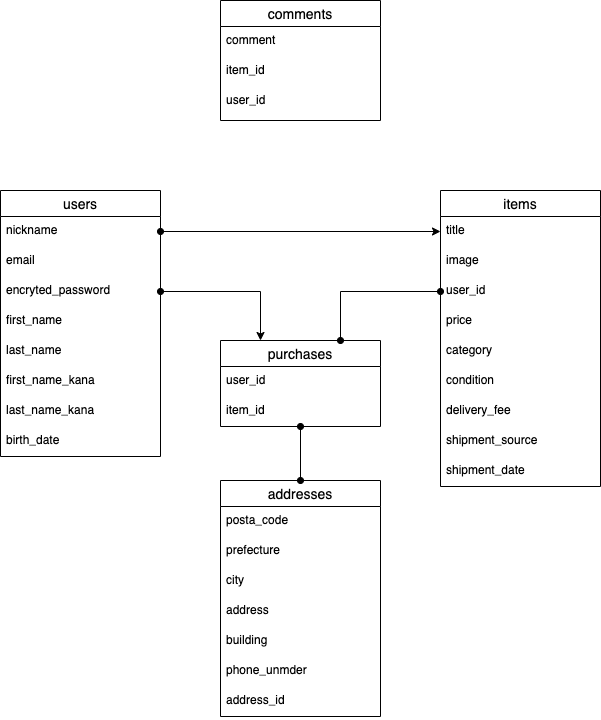 comments
comment
item_id
user_id
users
nickname
email
encryted_password
first_name
last_name
first_name_kana
last_name_kana
birth_date
items
title
image
user_id
price
category
condition
delivery_fee
shipment_source
shipment_date
purchases
user_id
item_id
addresses
posta_code
prefecture
city
address
building
phone_unmder
address_id